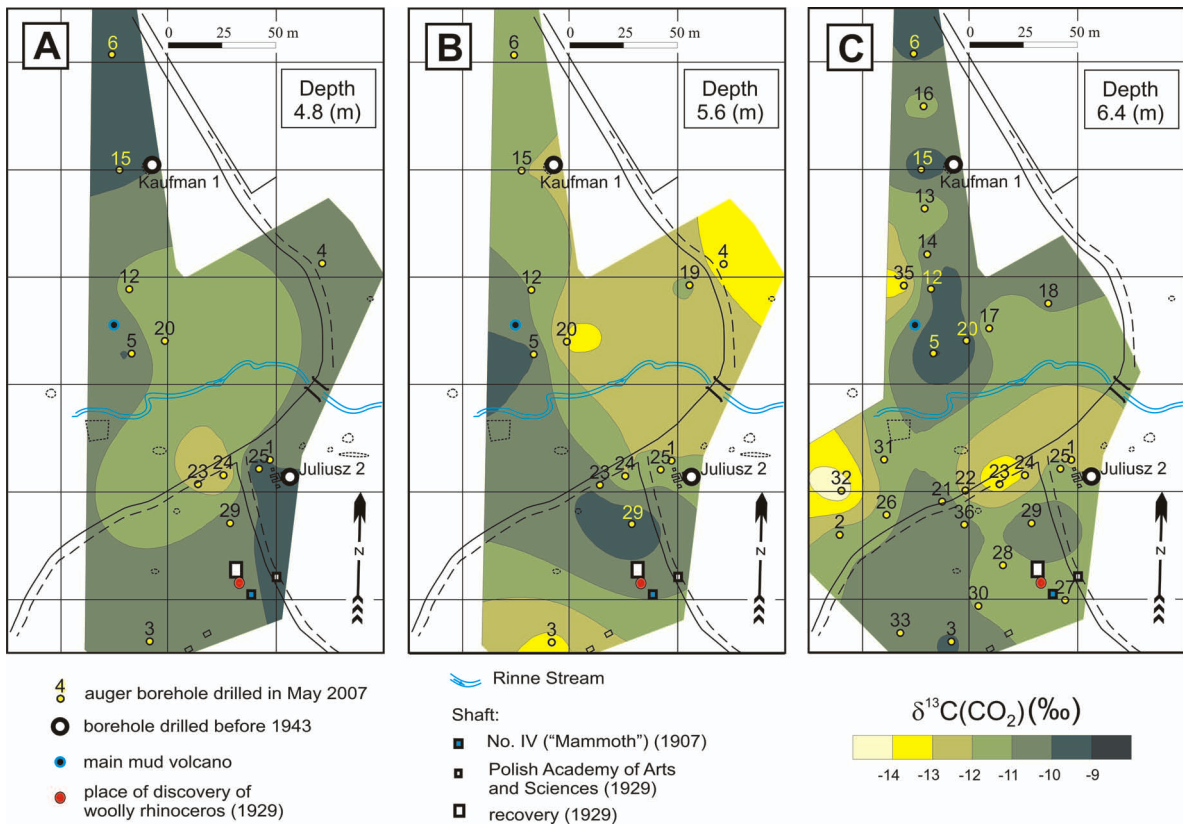 A
0 25 50 m
Depth
4.8 (m)
6
15
Kaufman 1
4
12
20
5
1
25
24
23
Juliusz 2
29
N
3
B
0 25 50 m
Depth
5.6 (m)
6
15
Kaufman 1
4
19
12
20
5
1
25
24
23
Juliusz 2
29
N
3
C
0 25 50 m
Depth
6.4 (m)
6
16
15
Kaufman 1
13
14
35
12
18
17
20
5
31
1
25
24
23
32
22
Juliusz 2
21
26
36
29
2
28
27
30
33
3
N
4 auger borehole drilled in May 2007
borehole drilled before 1943
main mud volcano
place of discovery of
woolly rhinoceros (1929)
Rinne Stream
Shaft:
No. IV (“Mammoth”) (1907)
Polish Academy of Arts
and Sciences (1929)
recovery (1929)
δ¹³C(CO₂)(‰)
-14 -13 -12 -11 -10 -9